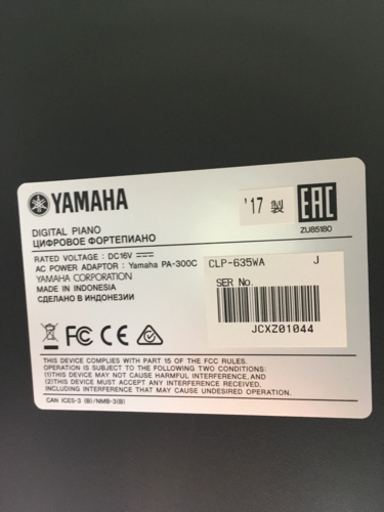 YAMAHA
'17 製
EAC
ZU85180
DIGITAL PIANO
ЦИФРОВОЕ ФОРТЕПИАНО
RATED VOLTAGE : DC16V
AC POWER ADAPTOR : Yamaha PA-300C
YAMAHA CORPORATION
MADE IN INDONESIA
СДЕЛАНО В ИНДОНЕЗИИ
CLP-635WA J
SER No.
JCXZ01044
FC CE
THIS DEVICE COMPLIES WITH PART 15 OF THE FCC RULES.
OPERATION IS SUBJECT TO THE FOLLOWING TWO CONDITIONS:
(1)THIS DEVICE MAY NOT CAUSE HARMFUL INTERFERENCE, AND
(2)THIS DEVICE MUST ACCEPT ANY INTERFERENCE RECEIVED,
INCLUDING INTERFERENCE THAT MAY CAUSE UNDESIRED OPERATION.
CAN ICES-3 (B)/NMB-3(B)